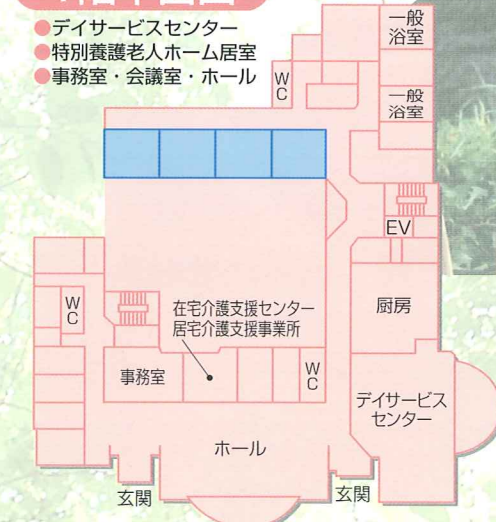 ●デイサービスセンター
●特別養護老人ホーム居室
●事務室・会議室・ホール
一般
浴室
WC
一般
浴室
EV
WC
在宅介護支援センター
居宅介護支援事業所
厨房
事務室
WC
デイサービス
センター
ホール
玄関
玄関